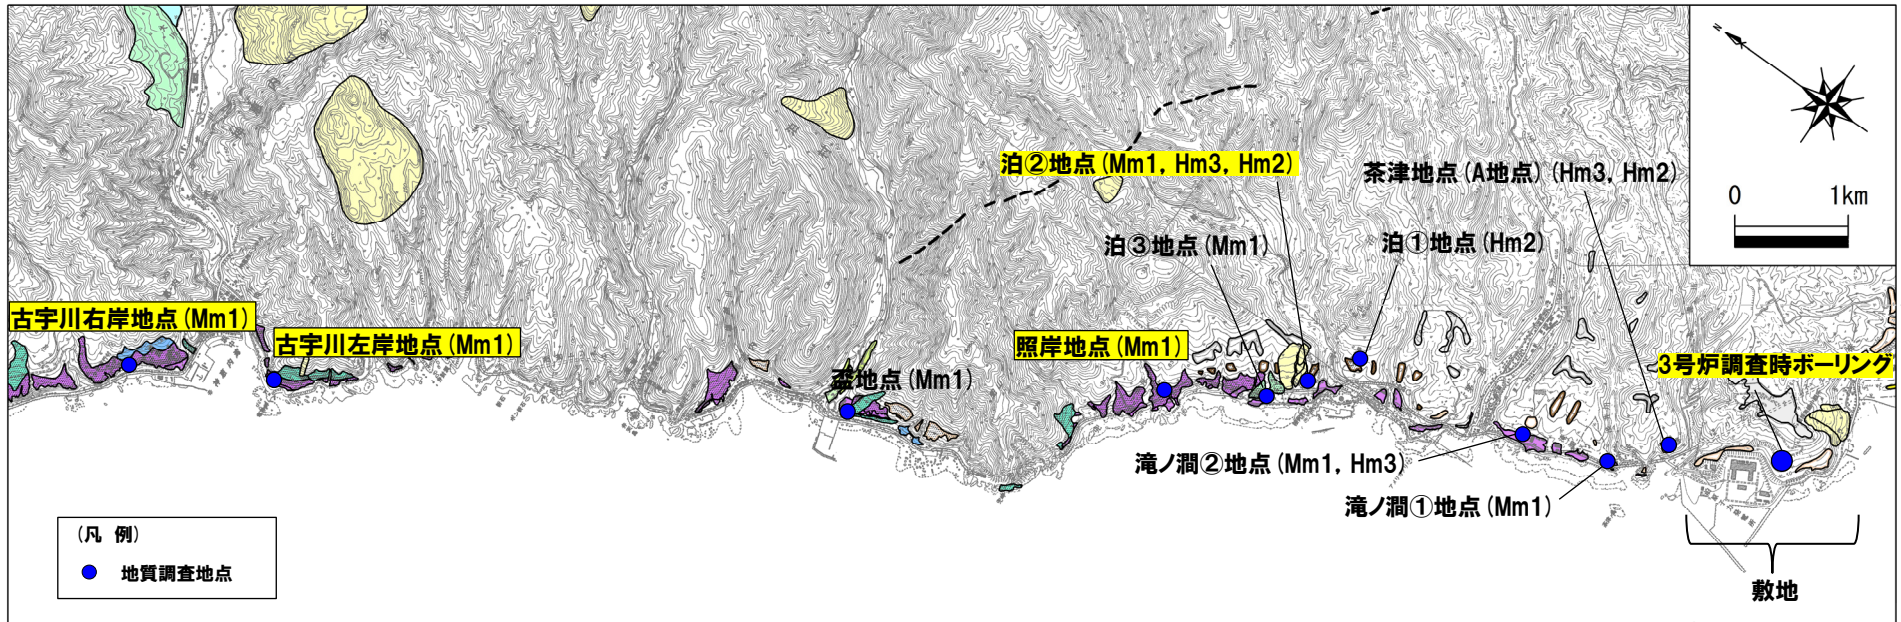 N
0 1km
泊②地点(Mm1, Hm3, Hm2)
茶津地点(A地点)(Hm3, Hm2)
泊③地点(Mm1)
泊①地点(Hm2)
古宇川右岸地点(Mm1)
古宇川左岸地点(Mm1)
照岸地点(Mm1)
3号炉調査時ボーリング
盃地点(Mm1)
滝ノ澗②地点(Mm1, Hm3)
滝ノ澗①地点(Mm1)
(凡 例)
地質調査地点
敷地